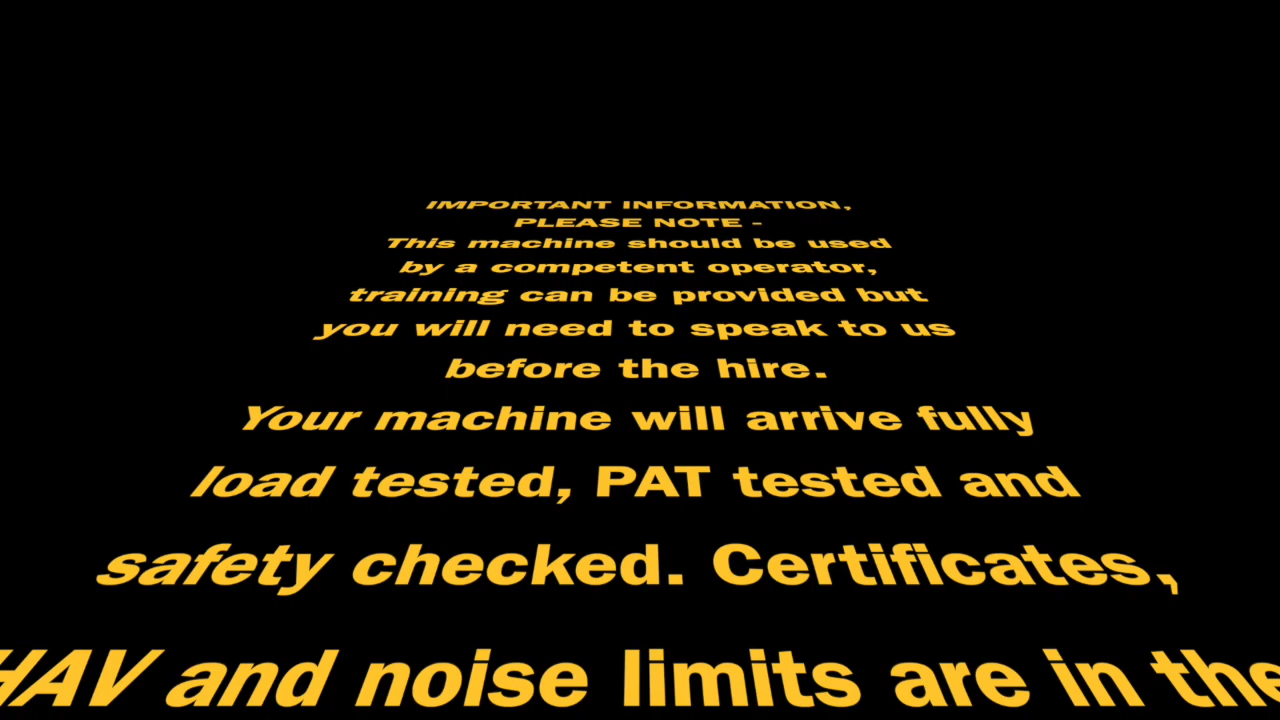 IMPORTANT INFORMATION,
PLEASE NOTE -
This machine should be used
by a competent operator,
training can be provided but
you will need to speak to us
before the hire.
Your machine will arrive fully
load tested, PAT tested and
safety checked. Certificates,
HAV and noise limits are in the